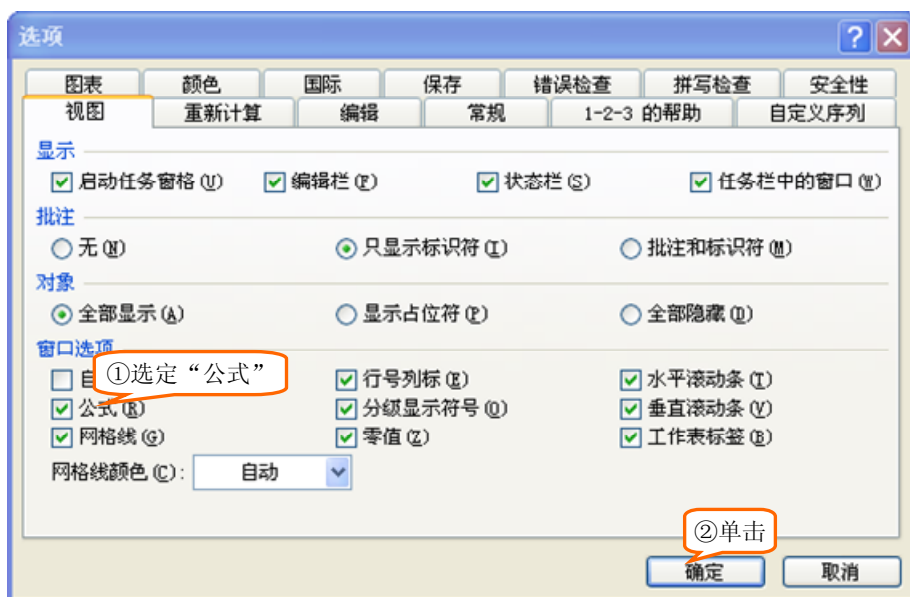 选项
图表 颜色 国际 保存 错误检查 拼写检查 安全性
视图 重新计算 编辑 常规 1-2-3 的帮助 自定义序列
显示
启动任务窗格(U) 编辑栏(F) 状态栏(S) 任务栏中的窗口(W)
批注
无(N) 只显示标识符(I) 批注和标识符(M)
对象
全部显示(A) 显示占位符(P) 全部隐藏(D)
窗口选项
①选定“公式”
行号列标(E) 水平滚动条(T)
公式(R) 分级显示符号(O) 垂直滚动条(V)
网格线(G) 零值(Z) 工作表标签(B)
网格线颜色(C): 自动
②单击
确定 取消